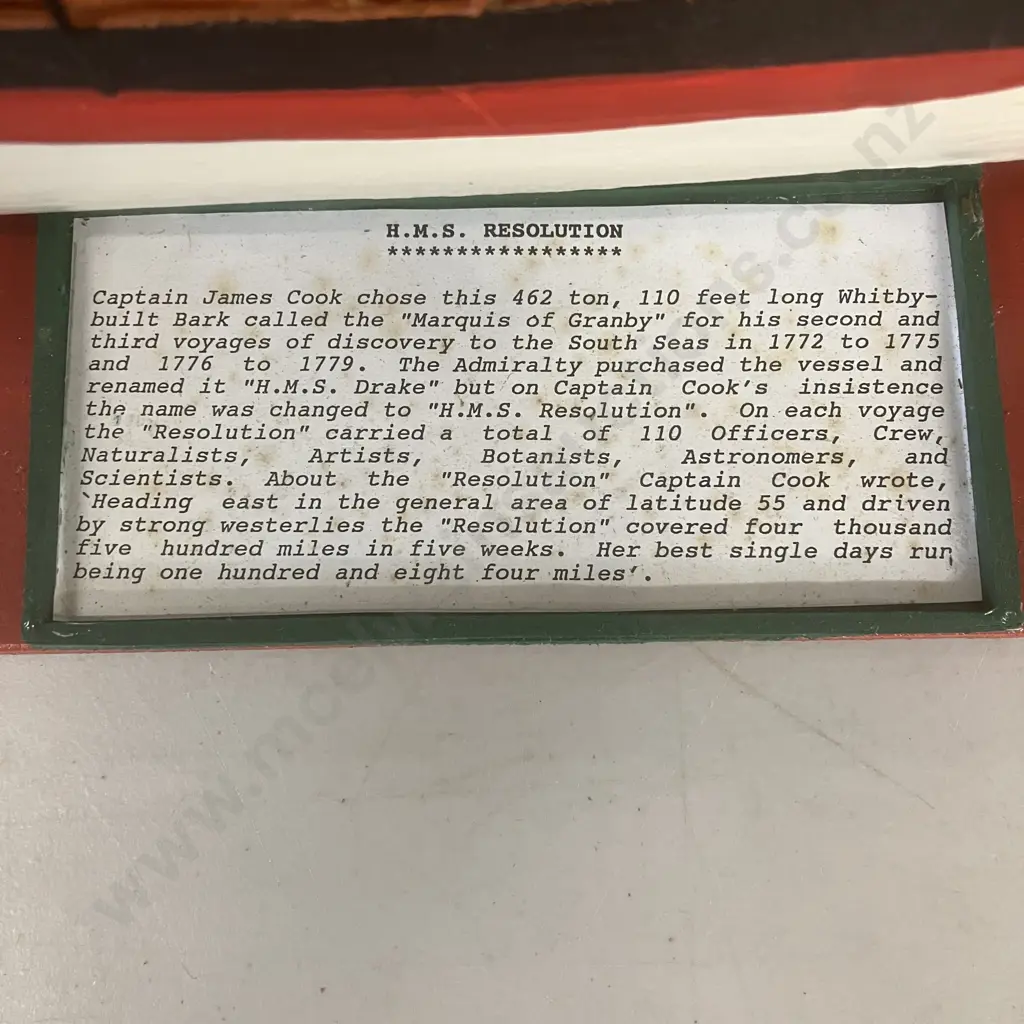 H.M.S. RESOLUTION
*****************
Captain James Cook chose this 462 ton, 110 feet long Whitby-
built Bark called the "Marquis of Granby" for his second and
third voyages of discovery to the South Seas in 1772 to 1775
and 1776 to 1779. The Admiralty purchased the vessel and
renamed it "H.M.S. Drake" but on Captain Cook's insistence
the name was changed to "H.M.S. Resolution". On each voyage
the "Resolution" carried a total of 110 Officers, Crew,
Naturalists, Artists, Botanists, Astronomers, and
Scientists. About the "Resolution" Captain Cook wrote,
`Heading east in the general area of latitude 55 and driven
by strong westerlies the "Resolution" covered four thousand
five hundred miles in five weeks. Her best single days run
being one hundred and eight four miles'.